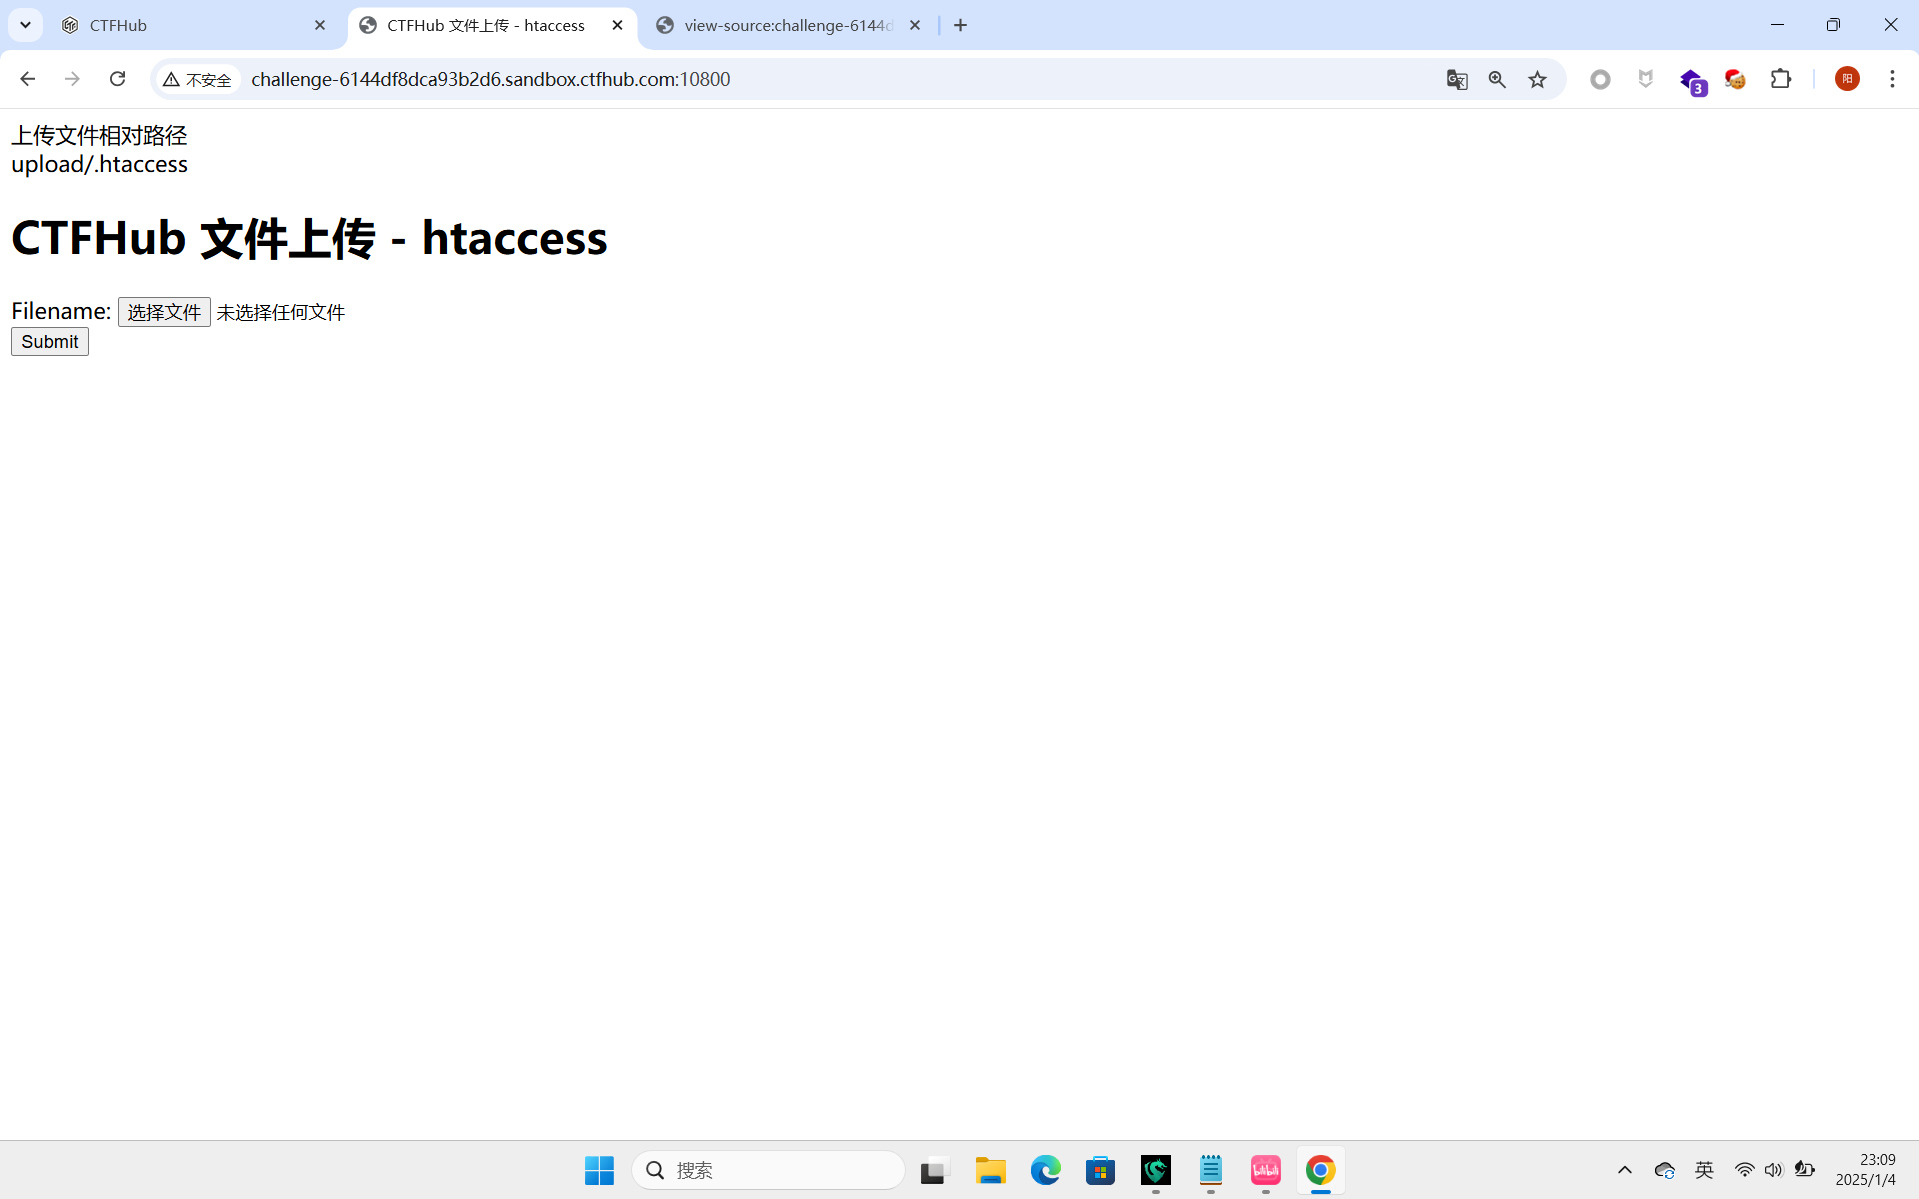 CTFHub
CTFHub 文件上传 - htaccess
view-source:challenge-6144d
不安全
challenge-6144df8dca93b2d6.sandbox.ctfhub.com:10800
3
阳
上传文件相对路径
upload/.htaccess
CTFHub 文件上传 - htaccess
Filename: 选择文件 未选择任何文件
Submit
搜索
bilibili
英
23:09
2025/1/4